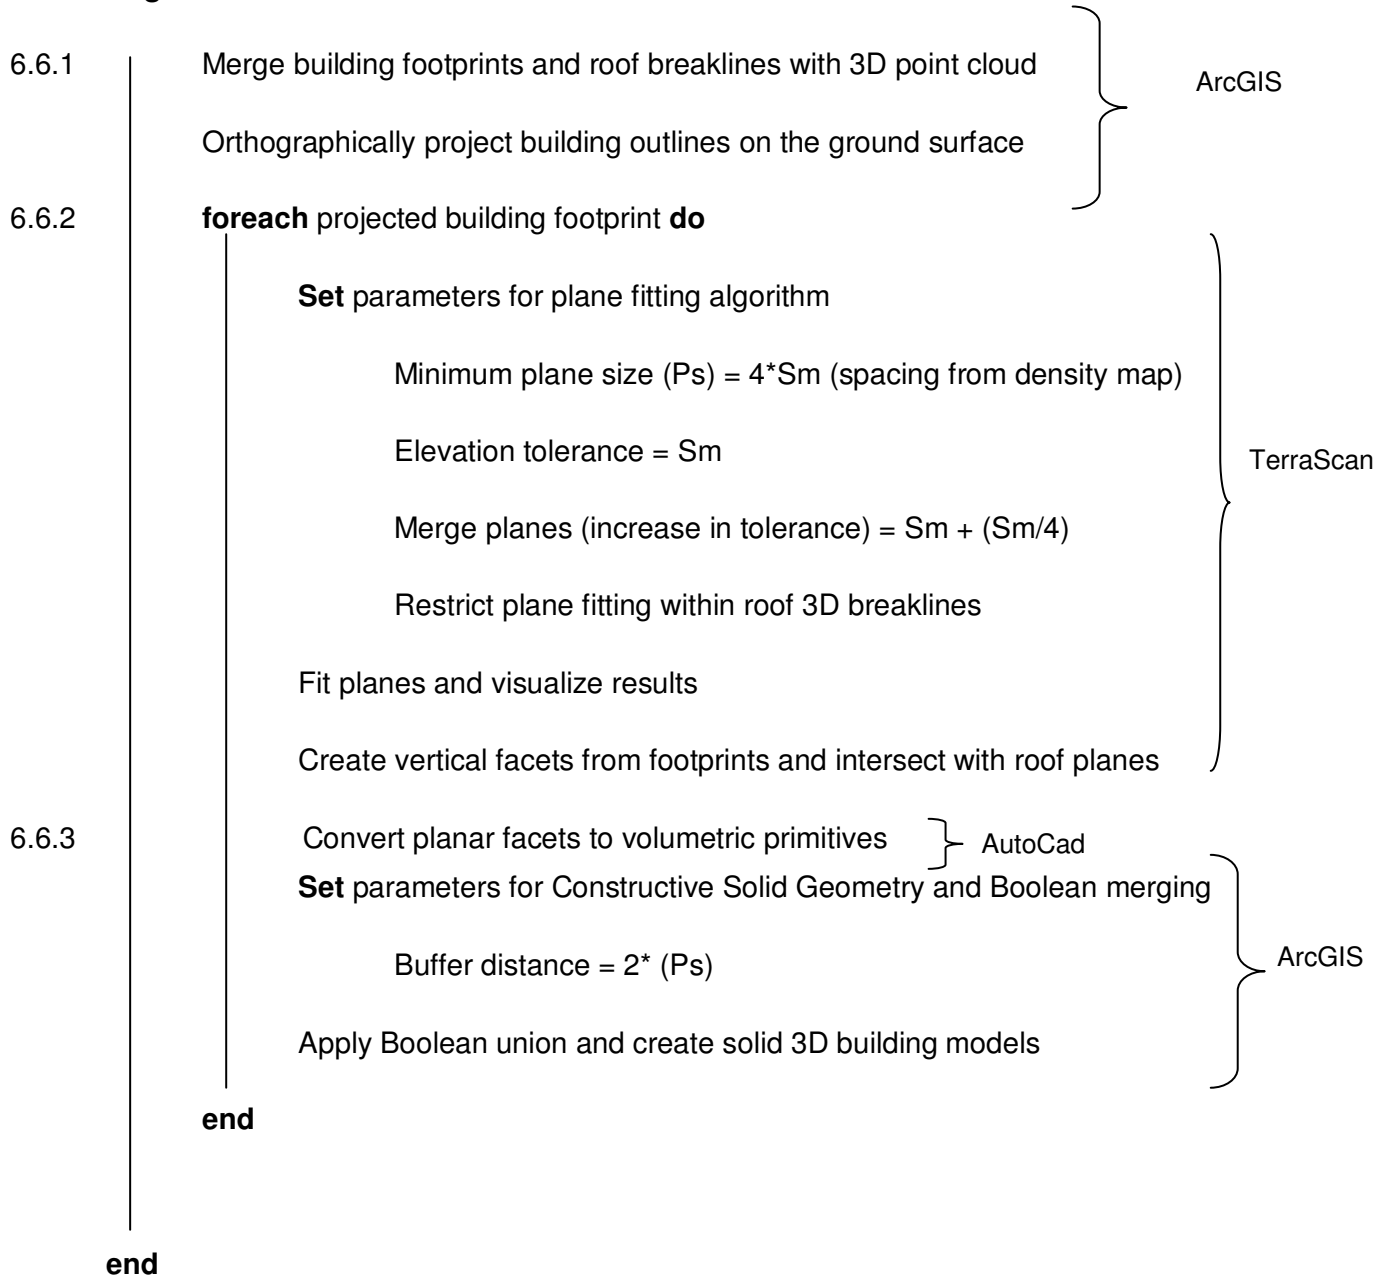 6.6.1 Merge building footprints and roof breaklines with 3D point cloud
ArcGIS
Orthographically project building outlines on the ground surface
6.6.2 foreach projected building footprint do
Set parameters for plane fitting algorithm
Minimum plane size (Ps) = 4*Sm (spacing from density map)
Elevation tolerance = Sm
TerraScan
Merge planes (increase in tolerance) = Sm + (Sm/4)
Restrict plane fitting within roof 3D breaklines
Fit planes and visualize results
Create vertical facets from footprints and intersect with roof planes
6.6.3 Convert planar facets to volumetric primitives AutoCad
Set parameters for Constructive Solid Geometry and Boolean merging
Buffer distance = 2* (Ps) ArcGIS
Apply Boolean union and create solid 3D building models
end
end